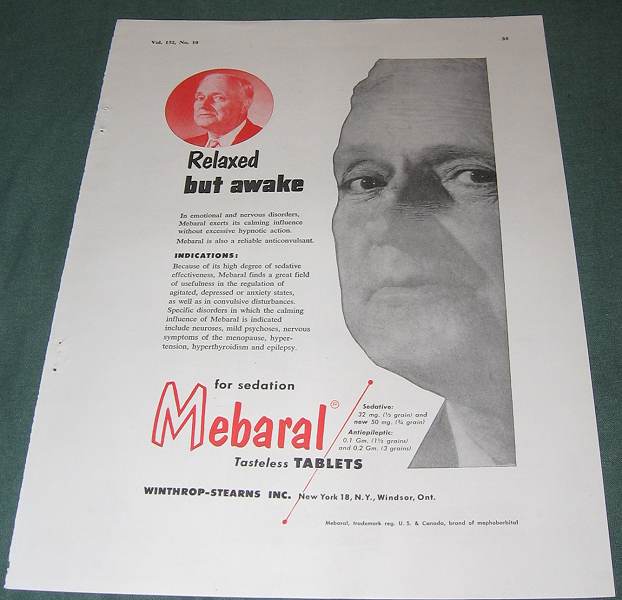 Vol. 152, No. 10
55
Relaxed
but awake
In emotional and nervous disorders,
Mebaral exerts its calming influence
without excessive hypnotic action.
Mebaral is also a reliable anticonvulsant.
INDICATIONS:
Because of its high degree of sedative
effectiveness, Mebaral finds a great field
of usefulness in the regulation of
agitated, depressed or anxiety states,
as well as in convulsive disturbances.
Specific disorders in which the calming
influence of Mebaral is indicated
include neuroses, mild psychoses, nervous
symptoms of the menopause, hyper-
tension, hyperthyroidism and epilepsy.
for sedation
Mebaral®
Tasteless TABLETS
Sedative:
32 mg. (½ grain) and
new 50 mg. (¾ grain)
Antiepileptic:
0.1 Gm. (1½ grains)
and 0.2 Gm. (3 grains)
WINTHROP-STEARNS INC. New York 18, N.Y., Windsor, Ont.
Mebaral, trademark reg. U. S. & Canada, brand of mephobarbital